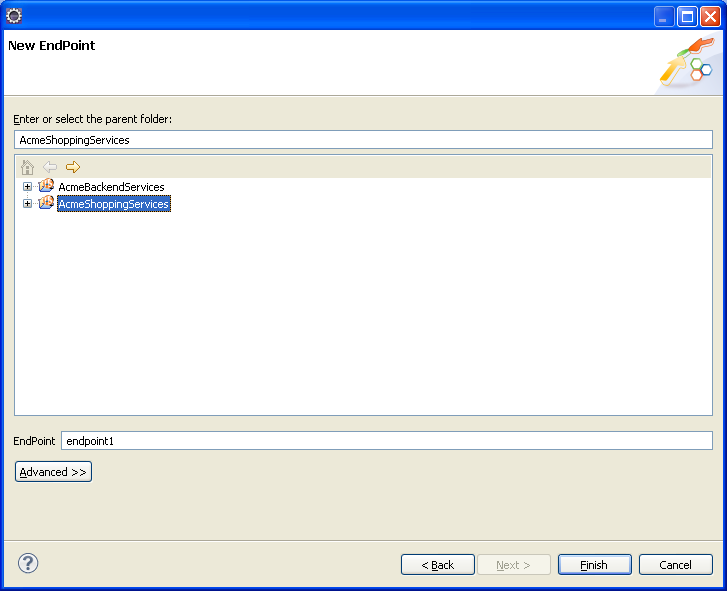 New EndPoint
Enter or select the parent folder:
AcmeShoppingServices
AcmeBackendServices
AcmeShoppingServices
EndPoint endpoint1
Advanced >>
< Back Next > Finish Cancel